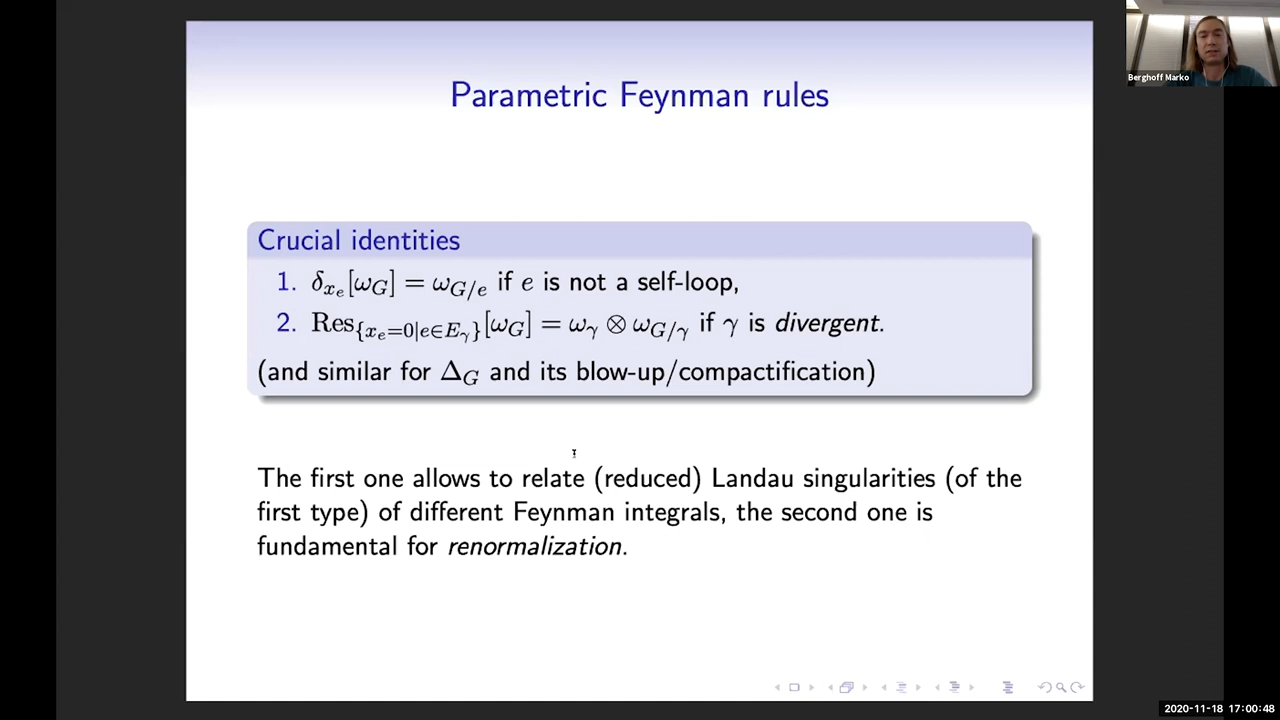 Parametric Feynman rules
Berghoff Marko
Crucial identities
1. δ_{x_e}[ω_G] = ω_{G/e} if e is not a self-loop,
2. Res_{{x_e=0|e∈E_γ}}[ω_G] = ω_γ ⊗ ω_{G/γ} if γ is divergent.
(and similar for Δ_G and its blow-up/compactification)
The first one allows to relate (reduced) Landau singularities (of the
first type) of different Feynman integrals, the second one is
fundamental for renormalization.
2020-11-18 17:00:48